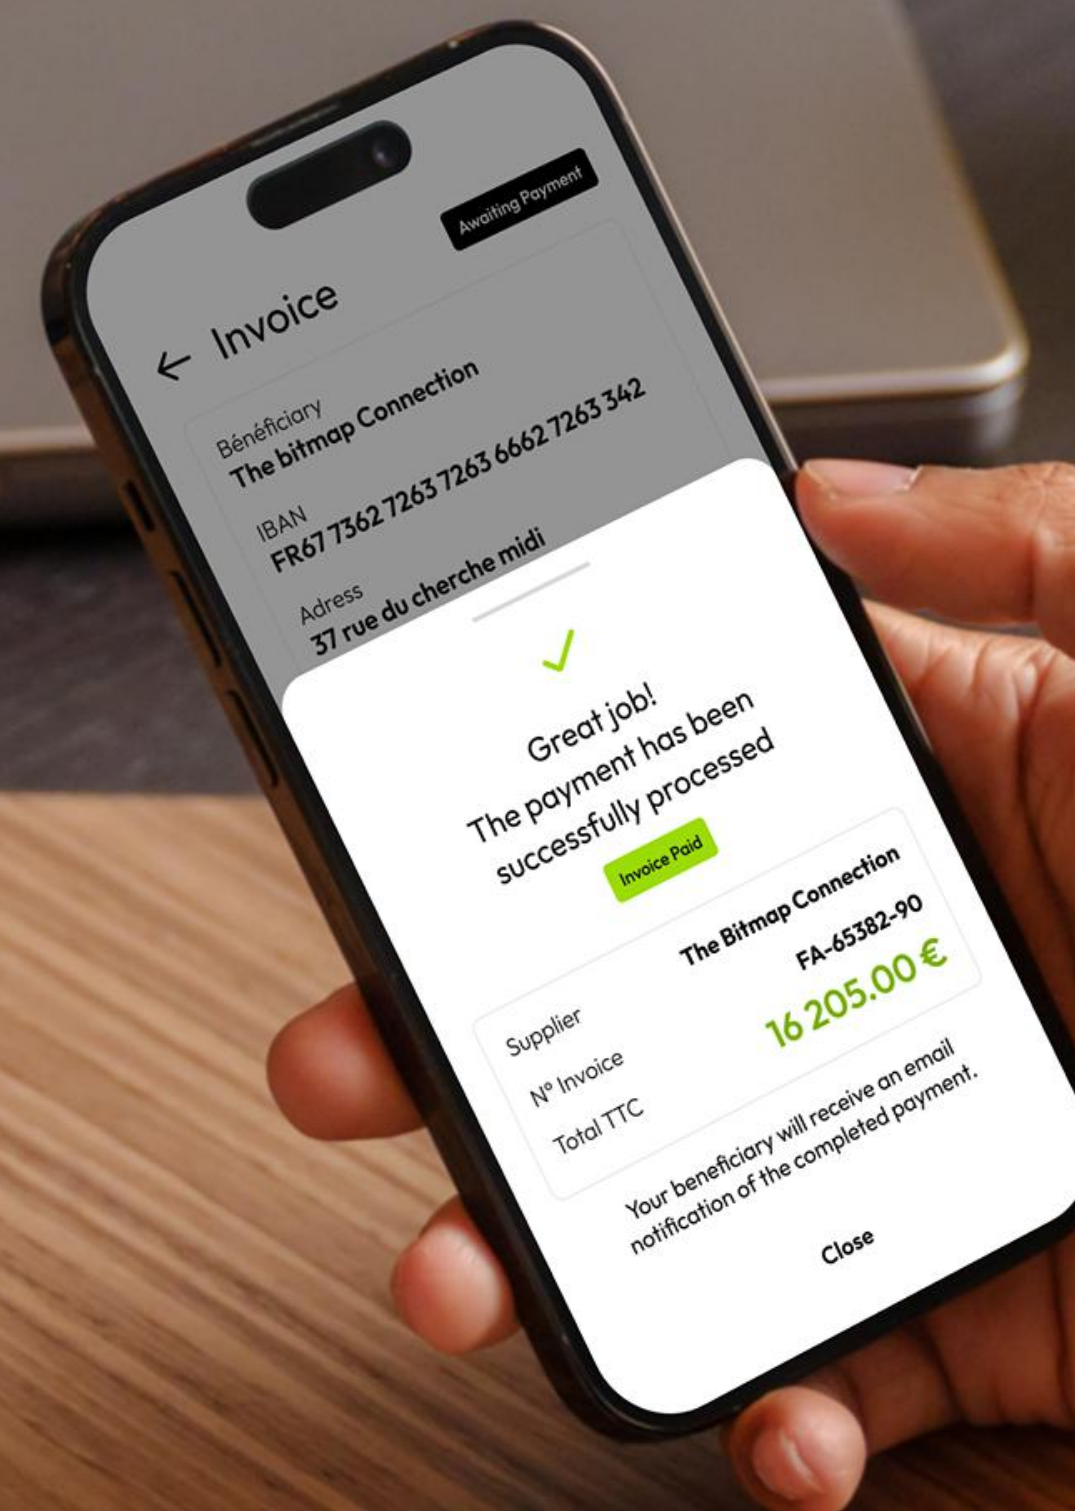 Awaiting Payment
← Invoice
Bénéficiary
The bitmap Connection
IBAN
FR67 7362 7263 7263 6662 7263 342
Adress
37 rue du cherche midi
Great job!
The payment has been
successfully processed
Invoice Paid
Supplier The Bitmap Connection
N° Invoice FA-65382-90
Total TTC 16 205.00 €
Your beneficiary will receive an email
notification of the completed payment.
Close